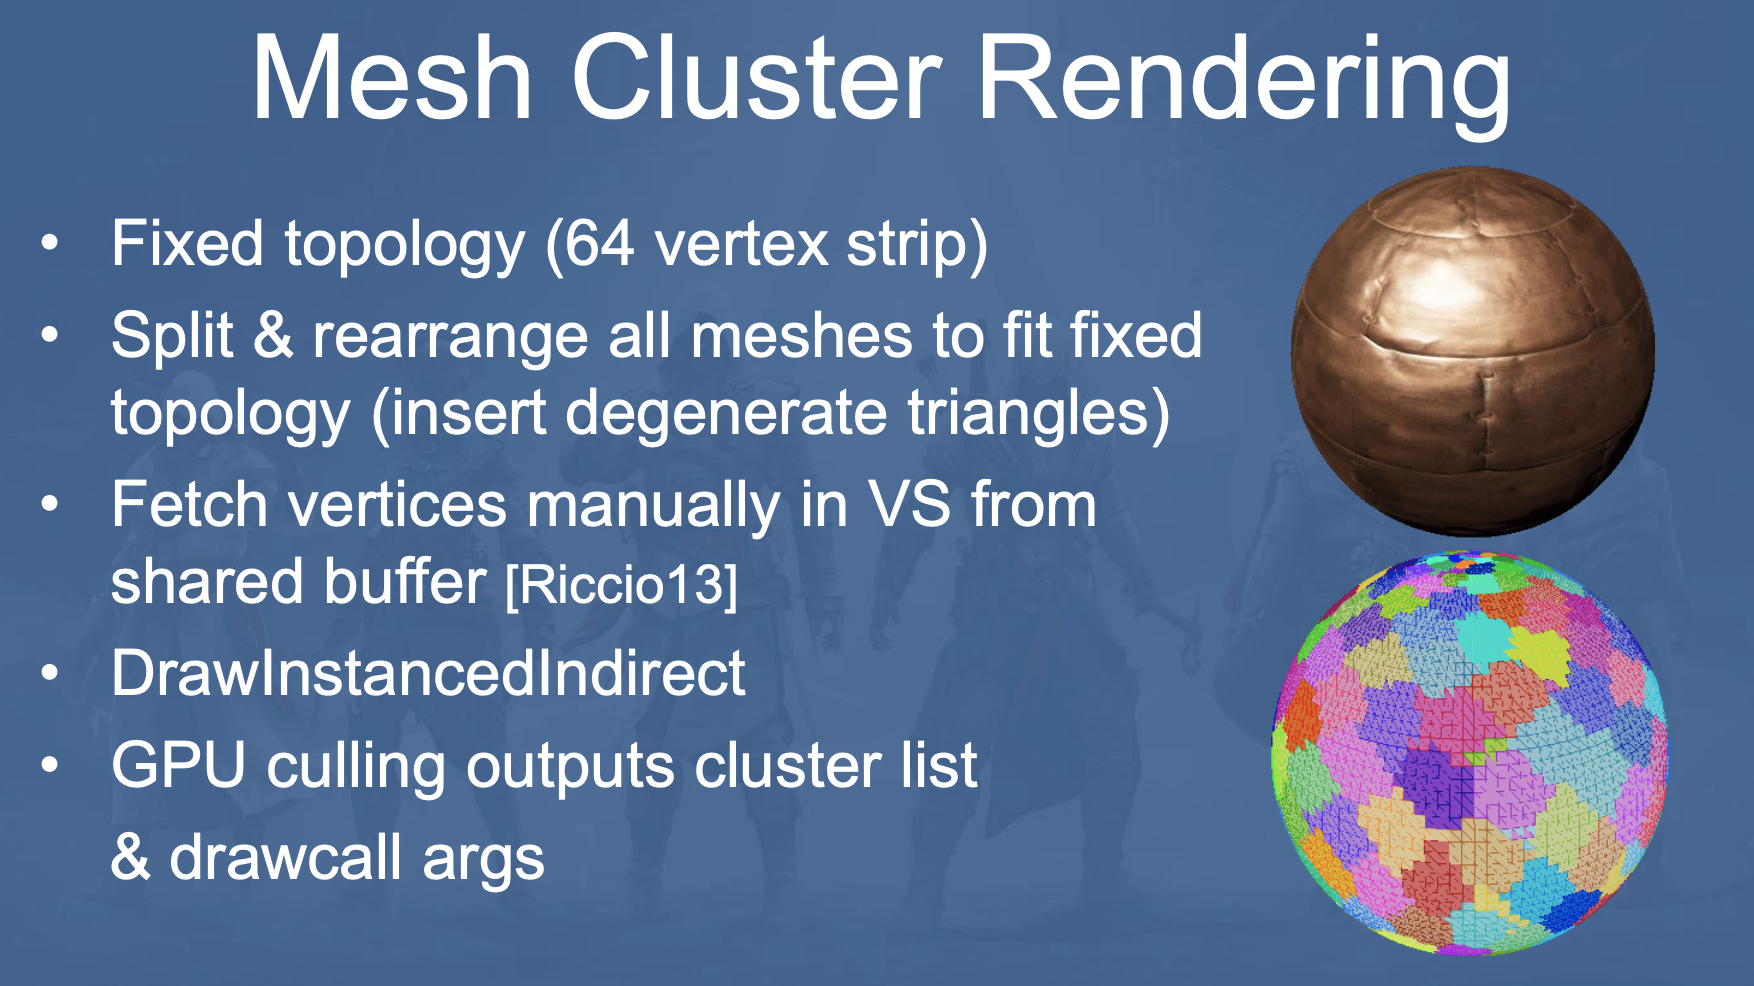 Mesh Cluster Rendering
• Fixed topology (64 vertex strip)
• Split & rearrange all meshes to fit fixed
topology (insert degenerate triangles)
• Fetch vertices manually in VS from
shared buffer [Riccio13]
• DrawInstancedIndirect
• GPU culling outputs cluster list
& drawcall args